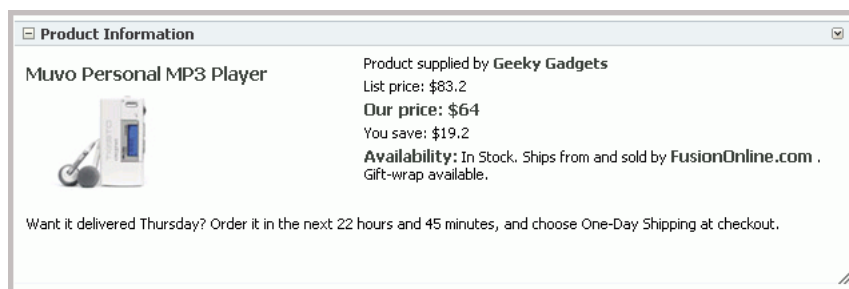 Product Information
Muvo Personal MP3 Player
Product supplied by Geeky Gadgets
List price: $83.2
Our price: $64
You save: $19.2
Availability: In Stock. Ships from and sold by FusionOnline.com .
Gift-wrap available.
Want it delivered Thursday? Order it in the next 22 hours and 45 minutes, and choose One-Day Shipping at checkout.